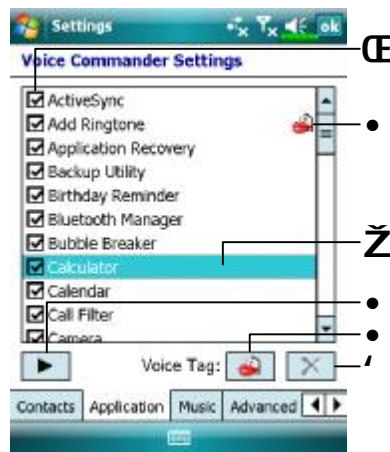 Settings ok
Voice Commander Settings
Œ
ActiveSync
Add Ringtone
•
Application Recovery
Backup Utility
Birthday Reminder
Bluetooth Manager
Bubble Breaker
Ž
Calculator
Calendar
Call Filter
•
Camera
•
Voice Tag:
‘
Contacts Application Music Advanced